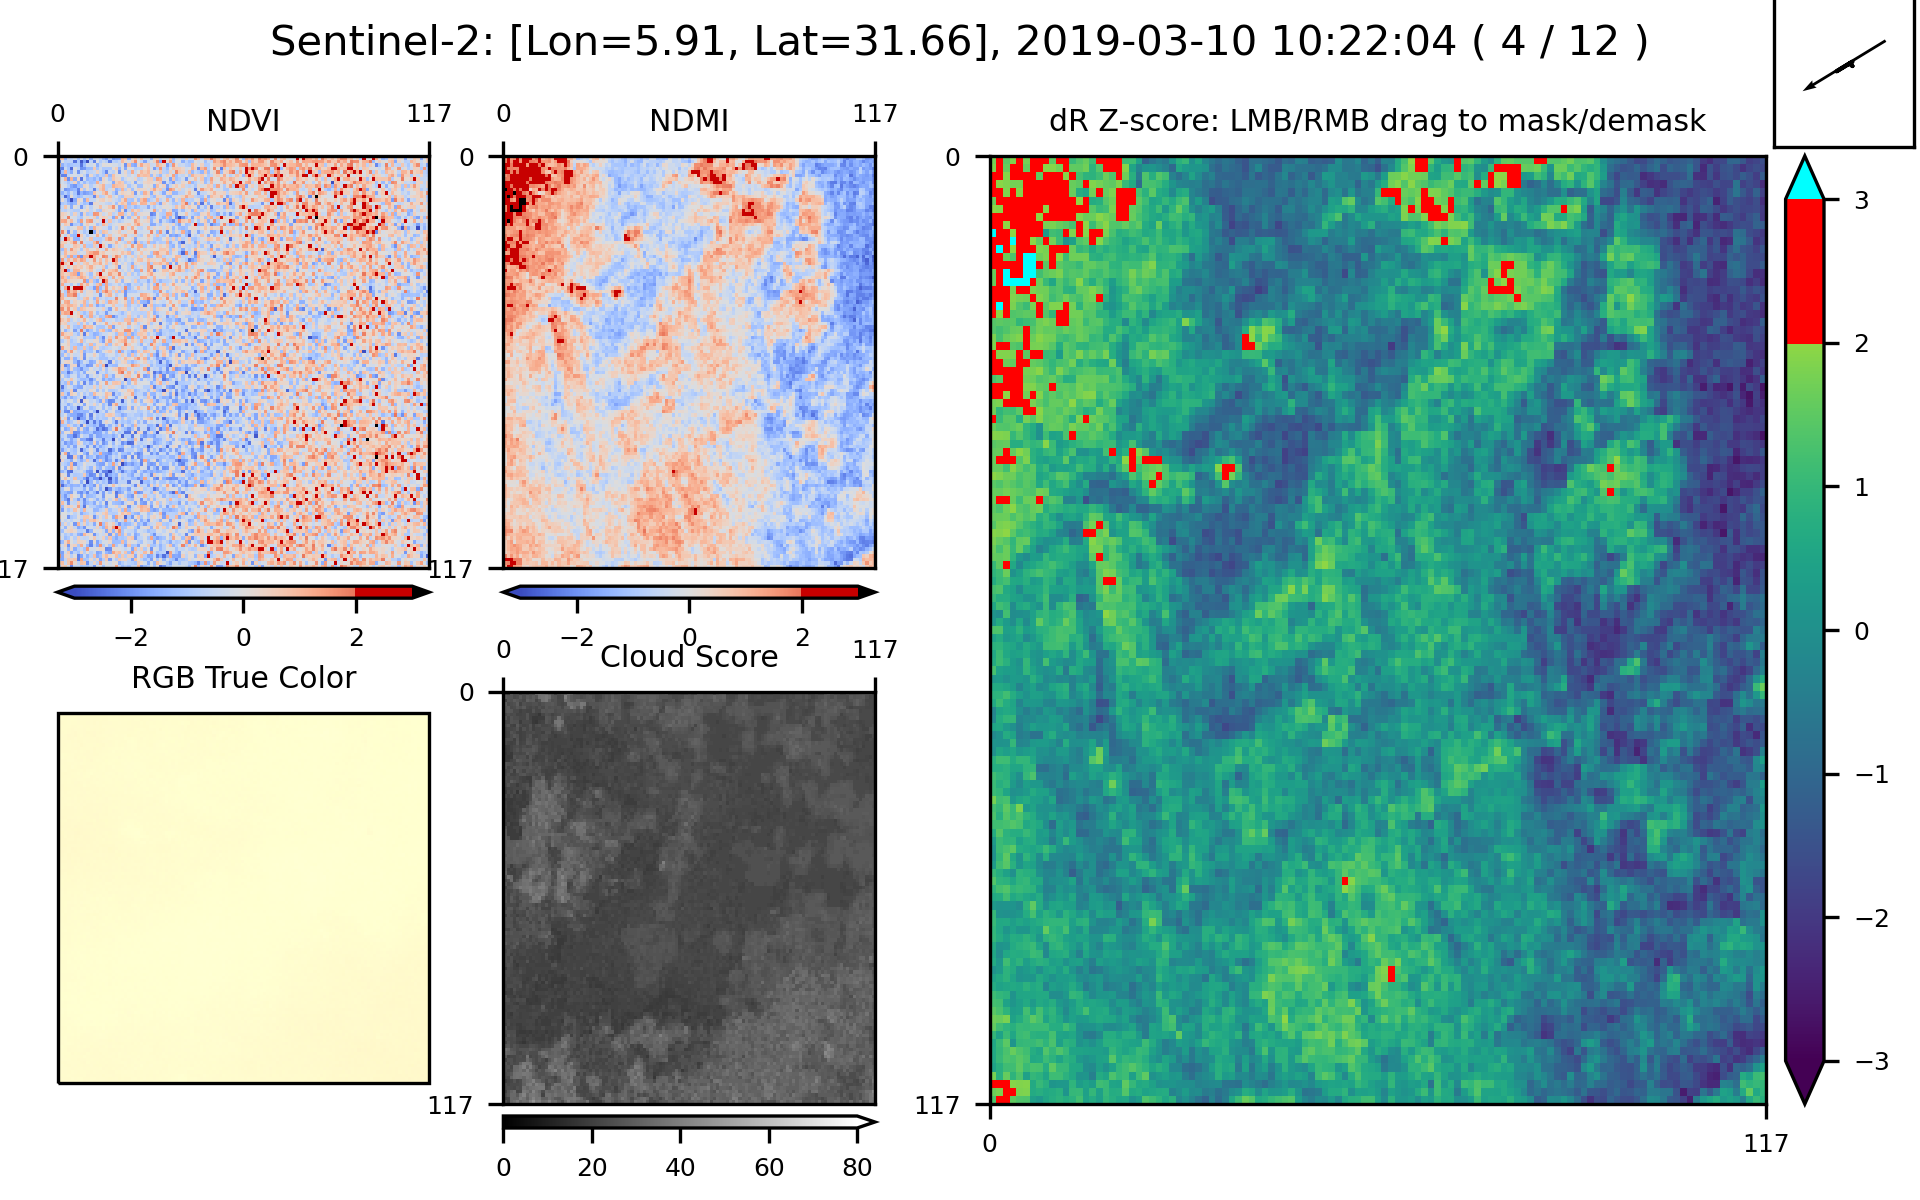 Sentinel-2: [Lon=5.91, Lat=31.66], 2019-03-10 10:22:04 ( 4 / 12 )
0 NDVI 117
0 NDMI 117
dR Z-score: LMB/RMB drag to mask/demask
0
0
0
17
117
−2 0 2
−2 0 2
RGB True Color
0 Cloud Score 117
0
117
0 20 40 60 80
117
0 117
3
2
1
0
−1
−2
−3